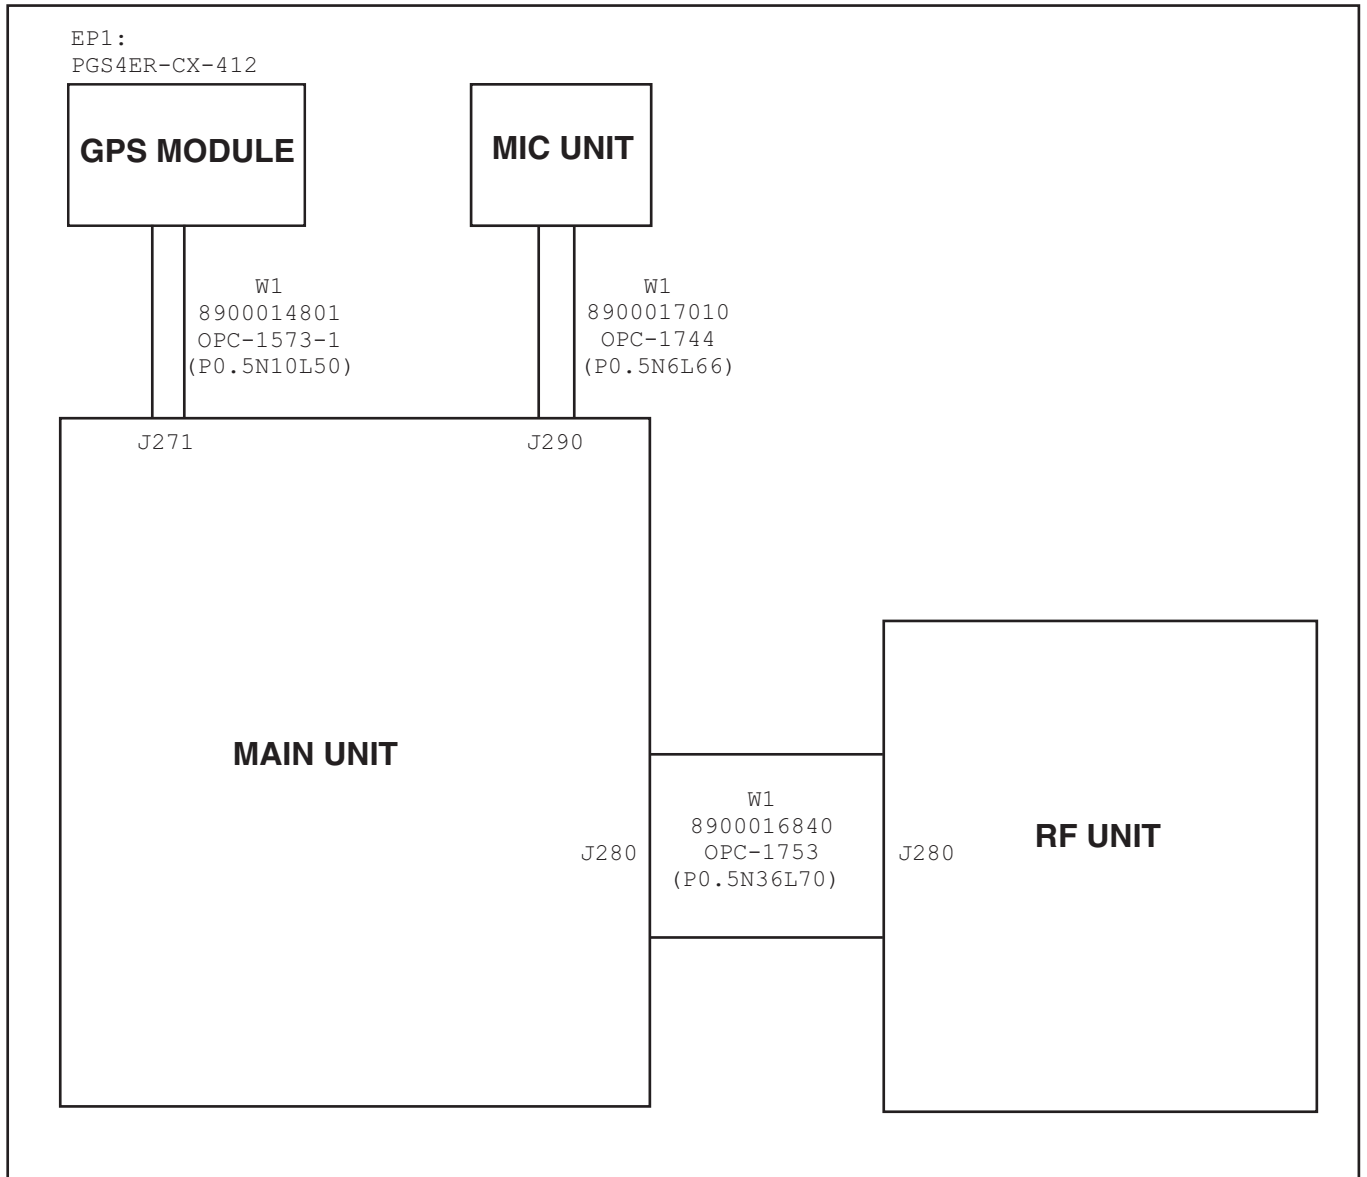 EP1:
PGS4ER-CX-412
GPS MODULE
MIC UNIT
W1
8900014801
OPC-1573-1
(P0.5N10L50)
W1
8900017010
OPC-1744
(P0.5N6L66)
J271
J290
MAIN UNIT
J280
W1
8900016840
OPC-1753
(P0.5N36L70)
J280
RF UNIT